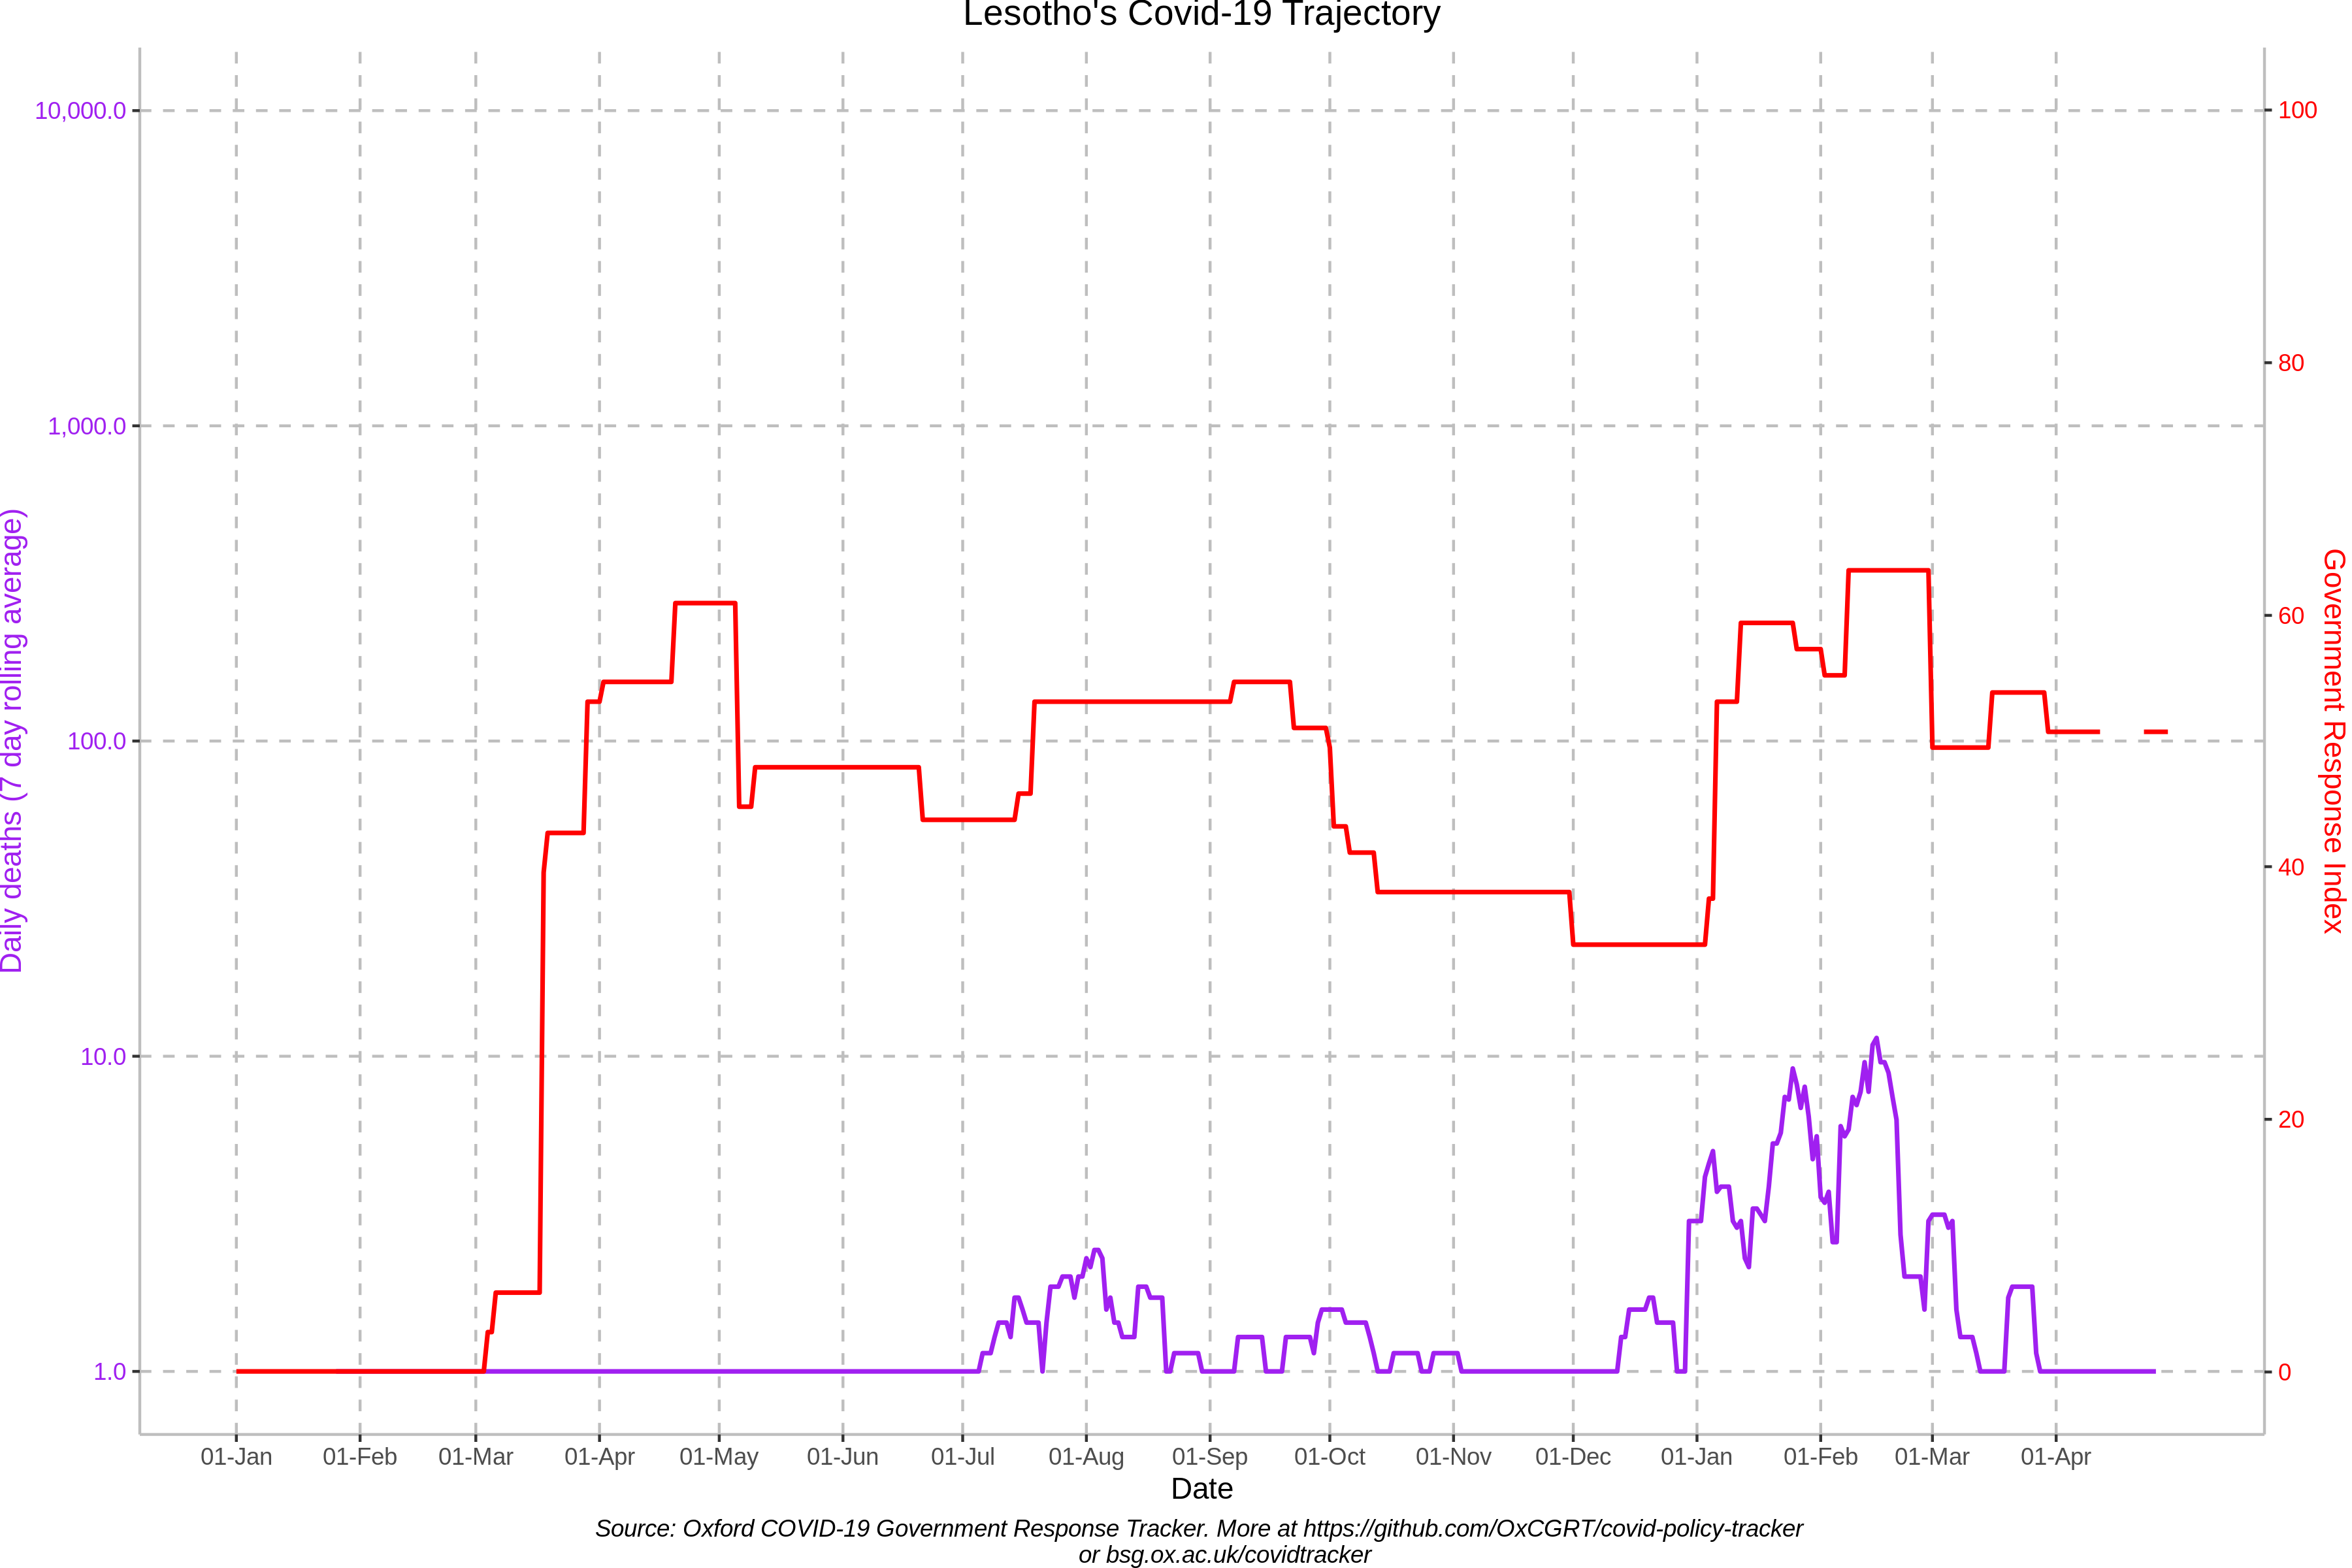 Lesotho's Covid-19 Trajectory
Daily deaths (7 day rolling average)
10,000.0
1,000.0
100.0
10.0
1.0
100
80
60
40
20
0
Government Response Index
01-Jan 01-Feb 01-Mar 01-Apr 01-May 01-Jun 01-Jul 01-Aug 01-Sep 01-Oct 01-Nov 01-Dec 01-Jan 01-Feb 01-Mar 01-Apr
Date
Source: Oxford COVID-19 Government Response Tracker. More at https://github.com/OxCGRT/covid-policy-tracker
or bsg.ox.ac.uk/covidtracker